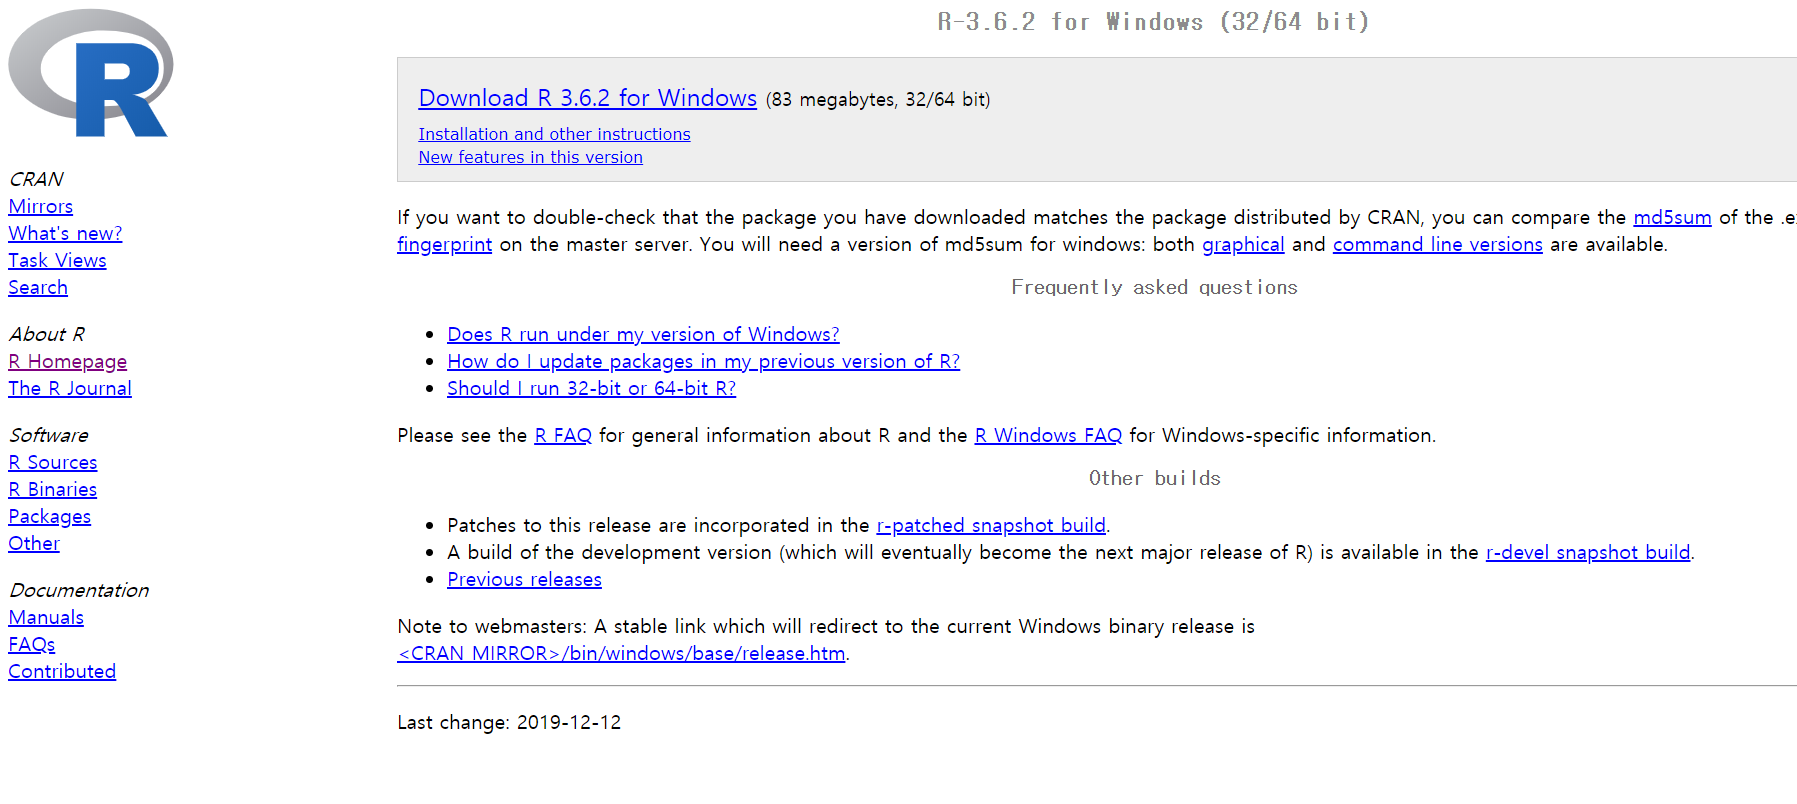 R-3.6.2 for Windows (32/64 bit)
R
Download R 3.6.2 for Windows (83 megabytes, 32/64 bit)
Installation and other instructions
New features in this version
CRAN
Mirrors
What's new?
Task Views
Search
About R
R Homepage
The R Journal
Software
R Sources
R Binaries
Packages
Other
Documentation
Manuals
FAQs
Contributed
If you want to double-check that the package you have downloaded matches the package distributed by CRAN, you can compare the md5sum of the
fingerprint on the master server. You will need a version of md5sum for windows: both graphical and command line versions are available.
Frequently asked questions
Does R run under my version of Windows?
How do I update packages in my previous version of R?
Should I run 32-bit or 64-bit R?
Please see the R FAQ for general information about R and the R Windows FAQ for Windows-specific information.
Other builds
Patches to this release are incorporated in the r-patched snapshot build.
A build of the development version (which will eventually become the next major release of R) is available in the r-devel snapshot build.
Previous releases
Note to webmasters: A stable link which will redirect to the current Windows binary release is
<CRAN MIRROR>/bin/windows/base/release.htm.
Last change: 2019-12-12